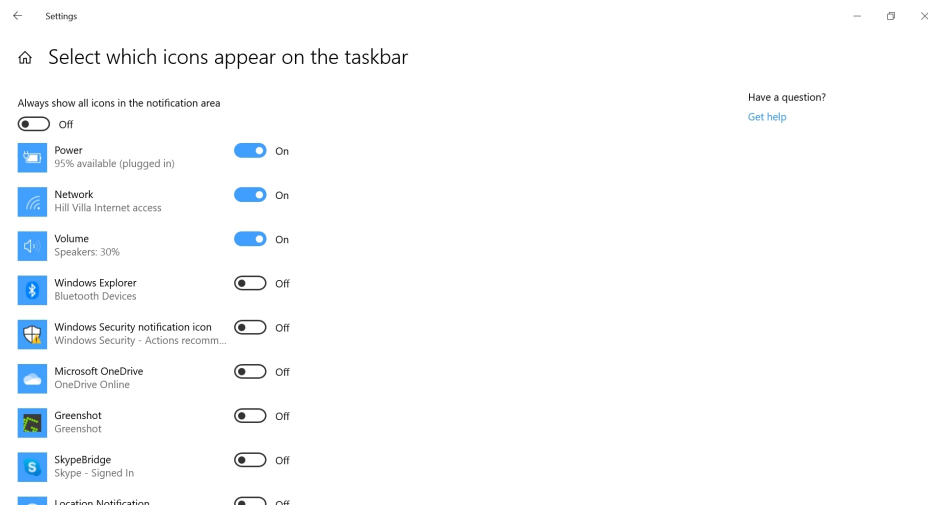 Settings
Select which icons appear on the taskbar
Always show all icons in the notification area
Off
Have a question?
Get help
Power
95% available (plugged in)
On
Network
Hill Villa Internet access
On
Volume
Speakers: 30%
On
Windows Explorer
Bluetooth Devices
Off
Windows Security notification icon
Windows Security - Actions recomm...
Off
Microsoft OneDrive
OneDrive Online
Off
Greenshot
Greenshot
Off
SkypeBridge
Skype - Signed In
Off
Location Notification
Off